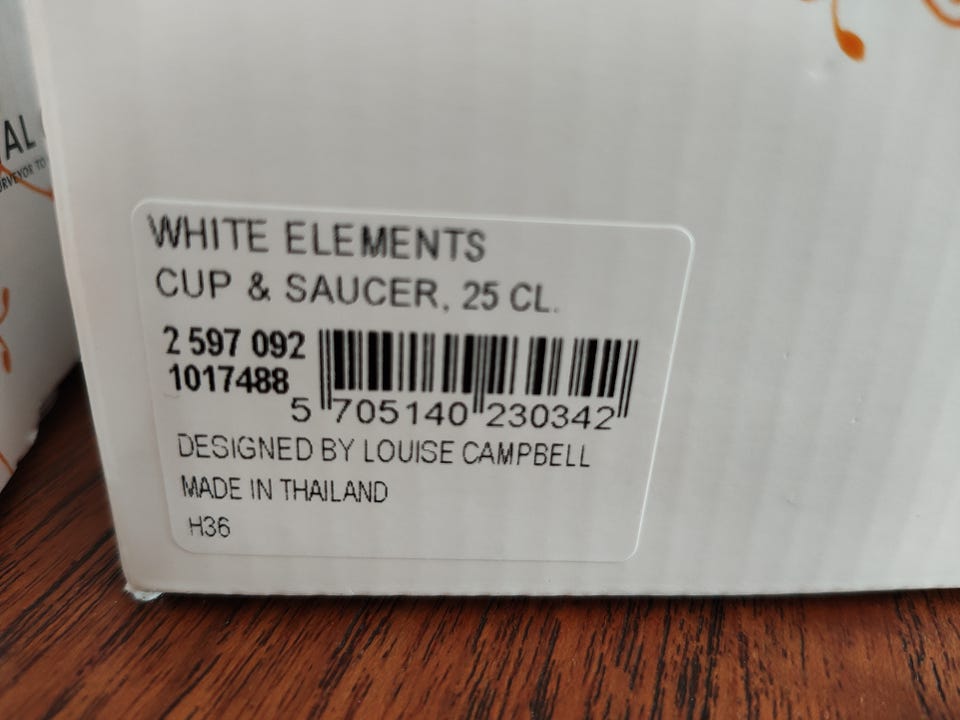 AL
WHITE ELEMENTS
CUP & SAUCER, 25 CL.
2 597 092
1017488
5 705140 230342
DESIGNED BY LOUISE CAMPBELL
MADE IN THAILAND
H36